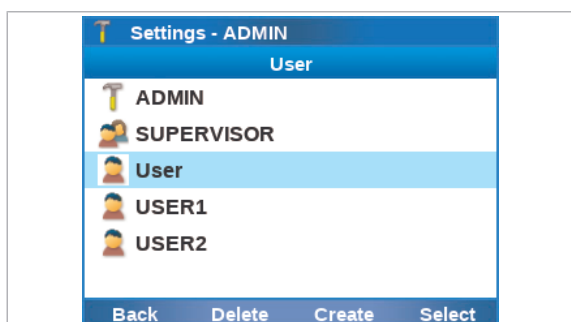 Settings - ADMIN
User
ADMIN
SUPERVISOR
User
USER1
USER2
Back Delete Create Select